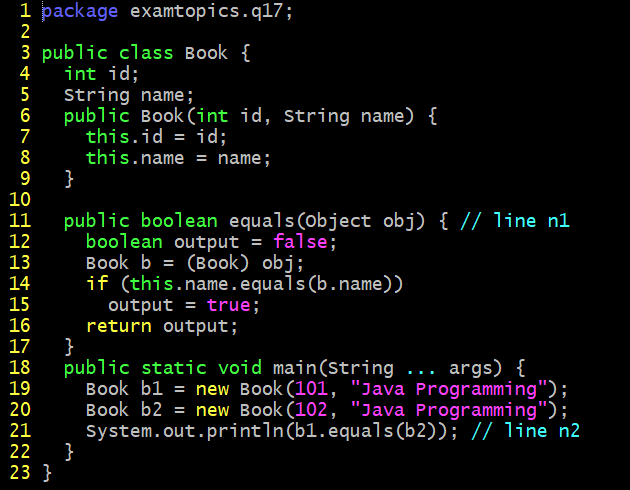 1 package examtopics.q17;
2
3 public class Book {
4   int id;
5   String name;
6   public Book(int id, String name) {
7     this.id = id;
8     this.name = name;
9   }
10
11   public boolean equals(Object obj) { // line n1
12     boolean output = false;
13     Book b = (Book) obj;
14     if (this.name.equals(b.name))
15       output = true;
16     return output;
17   }
18   public static void main(String ... args) {
19     Book b1 = new Book(101, "Java Programming");
20     Book b2 = new Book(102, "Java Programming");
21     System.out.println(b1.equals(b2)); // line n2
22   }
23 }